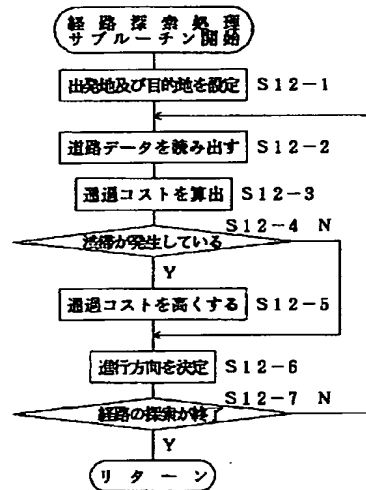 経路探索処理
サブルーチン開始
出発地及び目的地を設定 S12-1
道路データを読み出す S12-2
通過コストを算出 S12-3
S12-4 N
渋滞が発生している
Y
通過コストを高くする S12-5
進行方向を決定 S12-6
S12-7 N
経路の探索が終了
Y
リターン